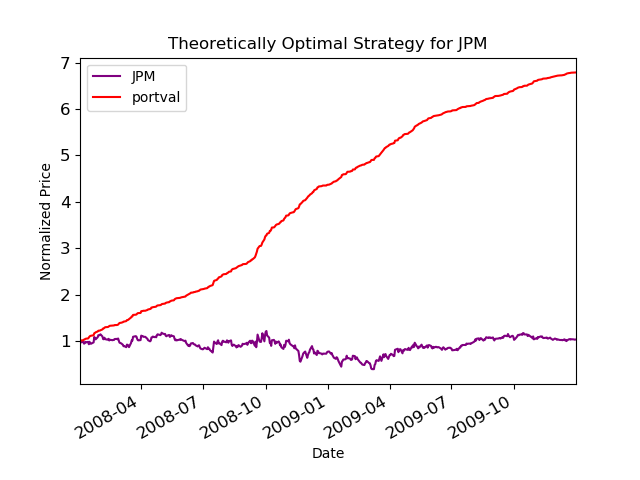 Theoretically Optimal Strategy for JPM
JPM
portval
7
6
5
4
3
2
1
Normalized Price
2008-04
2008-07
2008-10
2009-01
2009-04
2009-07
2009-10
Date